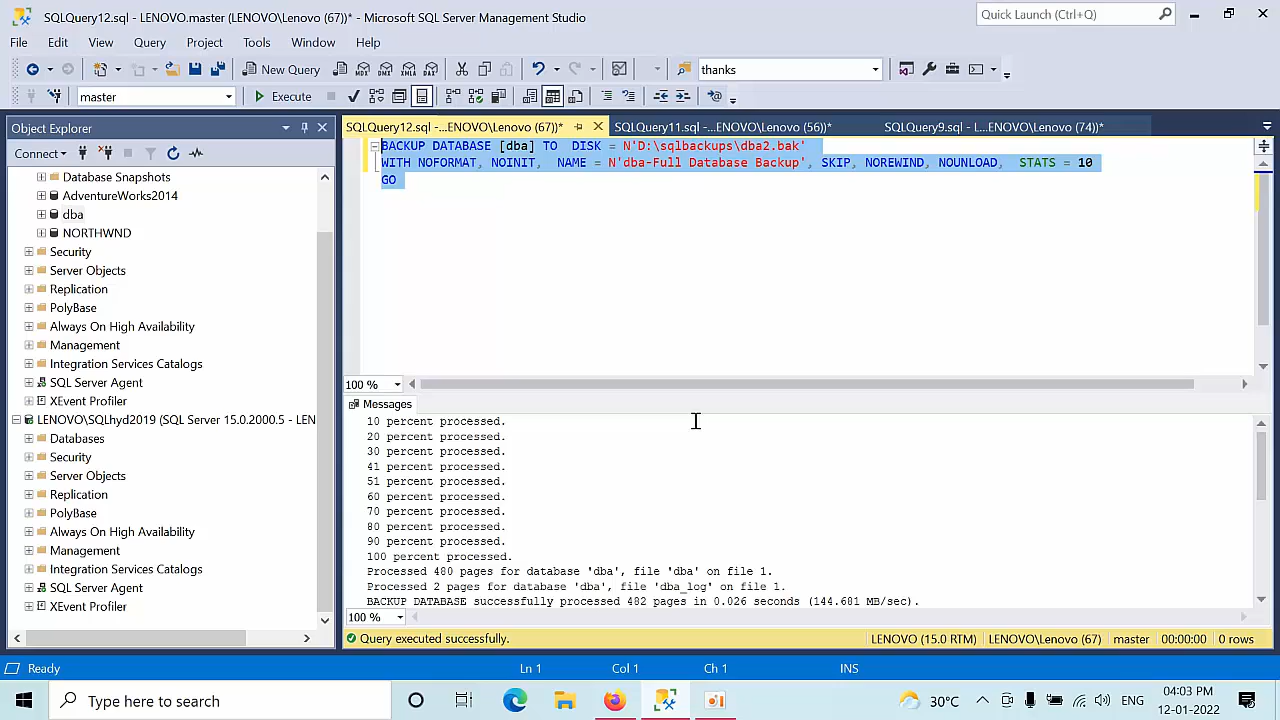 SQLQuery12.sql - LENOVO.master (LENOVO\Lenovo (67))* - Microsoft SQL Server Management Studio
Quick Launch (Ctrl+Q)
File Edit View Query Project Tools Window Help
New Query
MDX DMX XMLA DAX
thanks
master
Execute
Object Explorer
SQLQuery12.sql -...ENOVO\Lenovo (67))*
SQLQuery11.sql -...ENOVO\Lenovo (56))*
SQLQuery9.sql - L...ENOVO\Lenovo (74))*
Connect
Database Snapshots
AdventureWorks2014
dba
NORTHWND
Security
Server Objects
Replication
PolyBase
Always On High Availability
Management
Integration Services Catalogs
SQL Server Agent
XEvent Profiler
LENOVO\SQLhyd2019 (SQL Server 15.0.2000.5 - LEN
Databases
Security
Server Objects
Replication
PolyBase
Always On High Availability
Management
Integration Services Catalogs
SQL Server Agent
XEvent Profiler
BACKUP DATABASE [dba] TO  DISK = N'D:\sqlbackups\dba2.bak'
WITH NOFORMAT, NOINIT,  NAME = N'dba-Full Database Backup', SKIP, NOREWIND, NOUNLOAD,  STATS = 10
GO
100 %
Messages
10 percent processed.
20 percent processed.
30 percent processed.
41 percent processed.
51 percent processed.
60 percent processed.
70 percent processed.
80 percent processed.
90 percent processed.
100 percent processed.
Processed 480 pages for database 'dba', file 'dba' on file 1.
Processed 2 pages for database 'dba', file 'dba_log' on file 1.
BACKUP DATABASE successfully processed 482 pages in 0.026 seconds (144.601 MB/sec).
100 %
Query executed successfully.
LENOVO (15.0 RTM) LENOVO\Lenovo (67) master 00:00:00 0 rows
Ready
Ln 1 Col 1 Ch 1 INS
Type here to search
30°C
ENG
04:03 PM
12-01-2022